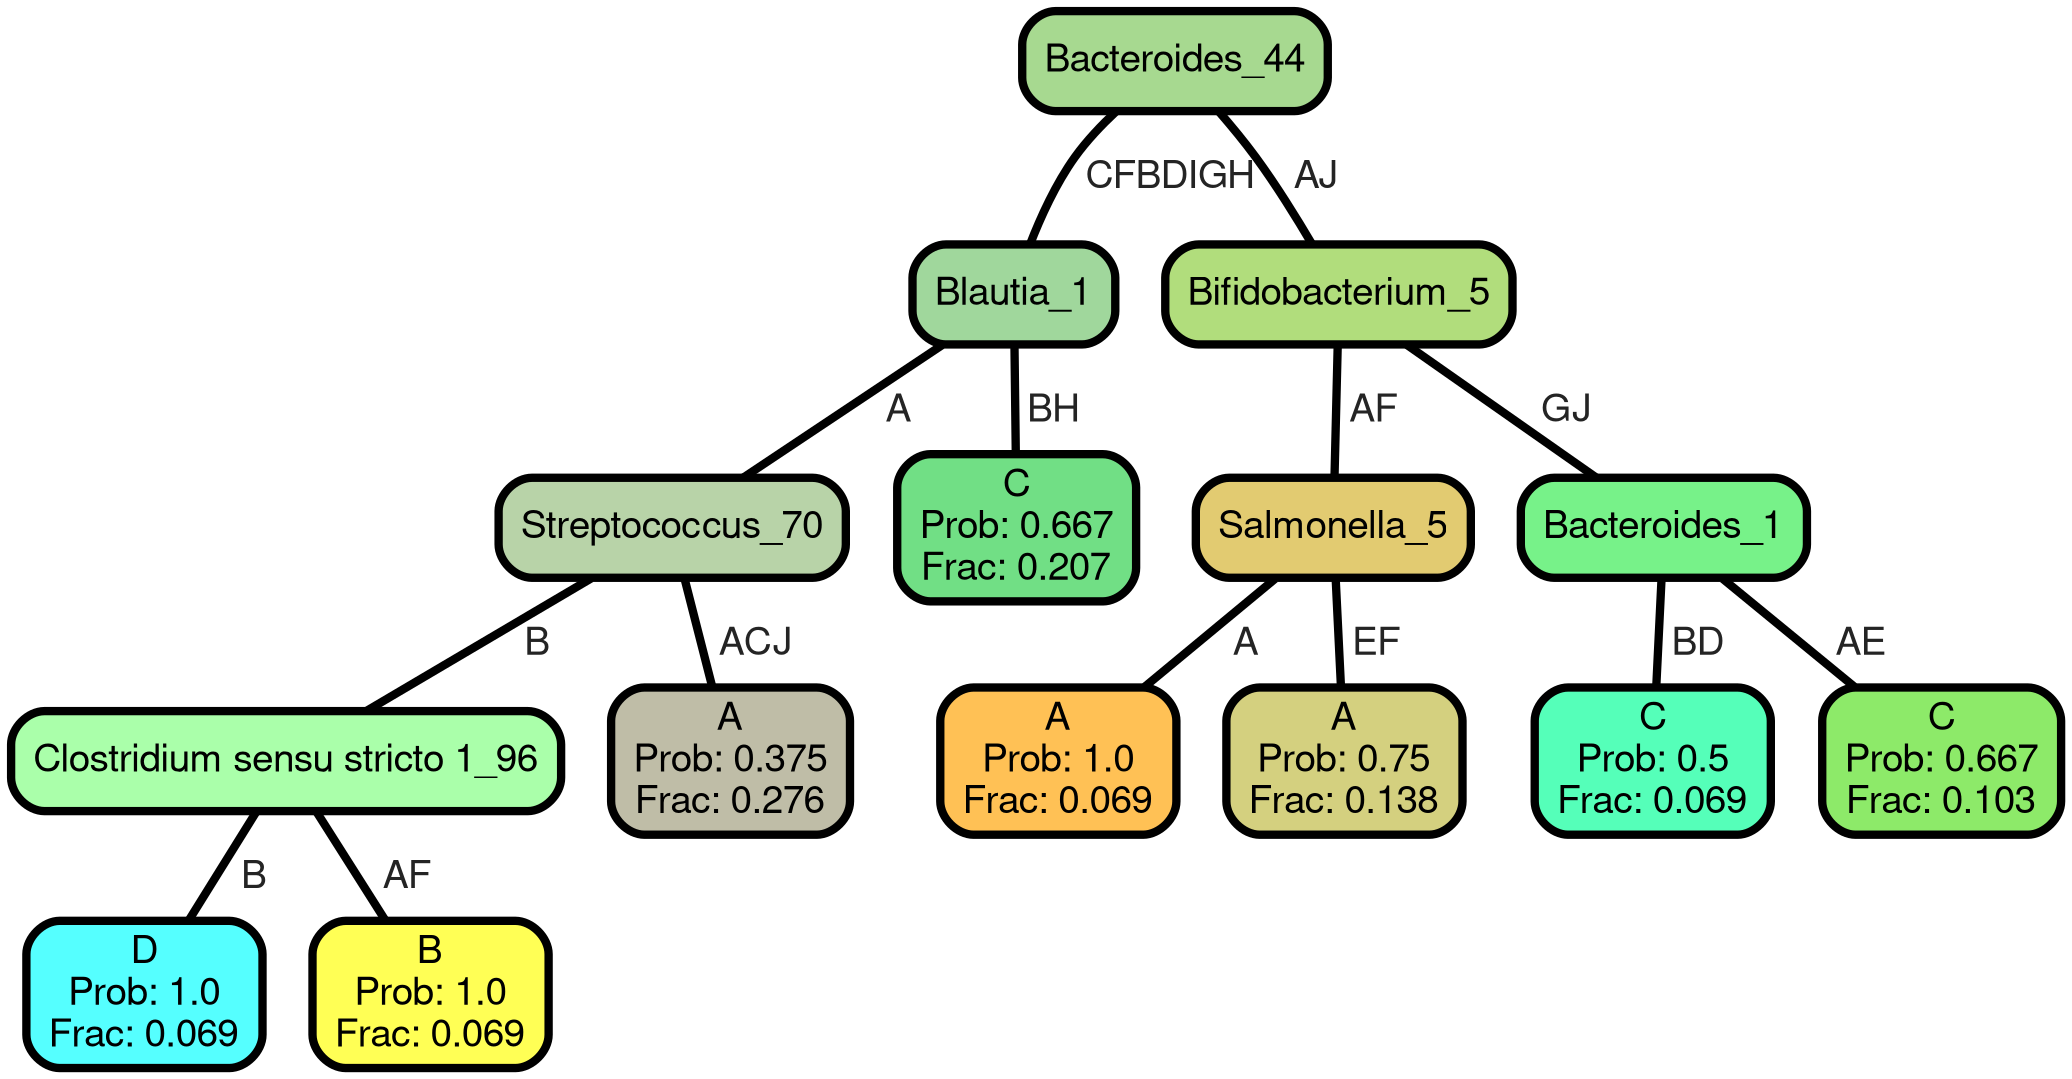 Bacteroides_44
CFBDIGH
AJ
Blautia_1
Bifidobacterium_5
A
BH
AF
GJ
Streptococcus_70
C
Prob: 0.667
Frac: 0.207
Salmonella_5
Bacteroides_1
B
ACJ
A
EF
BD
AE
Clostridium sensu stricto 1_96
A
Prob: 0.375
Frac: 0.276
A
Prob: 1.0
Frac: 0.069
A
Prob: 0.75
Frac: 0.138
C
Prob: 0.5
Frac: 0.069
C
Prob: 0.667
Frac: 0.103
B
AF
D
Prob: 1.0
Frac: 0.069
B
Prob: 1.0
Frac: 0.069